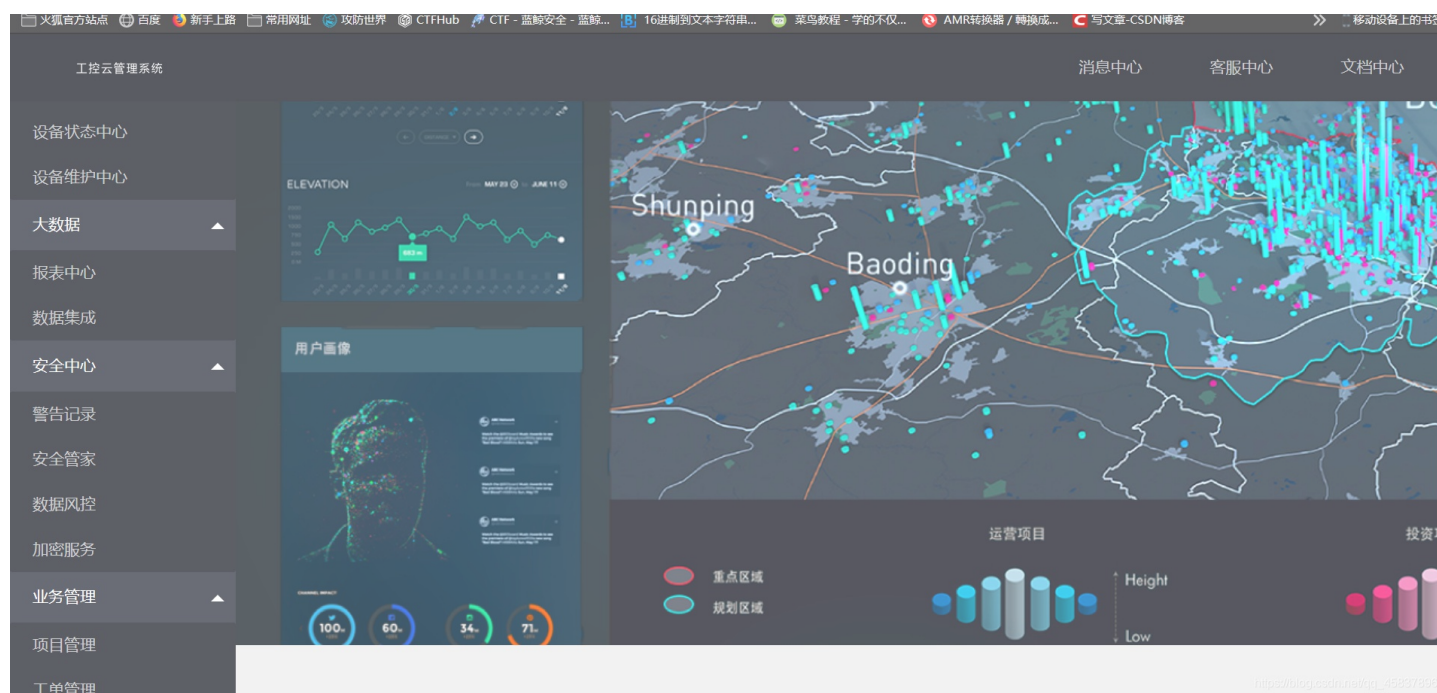 火狐官方站点 百度 新手上路 常用网址 攻防世界 CTFHub CTF - 蓝鲸安全 - 蓝鲸... 16进制到文本字符串... 菜鸟教程 - 学的不仅... AMR转换器 / 轉換成... 写文章-CSDN博客 移动设备上的书签
工控云管理系统
消息中心 客服中心 文档中心
设备状态中心
设备维护中心
大数据
报表中心
数据集成
安全中心
警告记录
安全管家
数据风控
加密服务
业务管理
项目管理
工单管理
ELEVATION
MAY 23 JUNE 11
683 m
用户画像
CHANNEL IMPACT
100
60
34
71
Shunping
Baoding
运营项目
重点区域
规划区域
Height
Low
投资